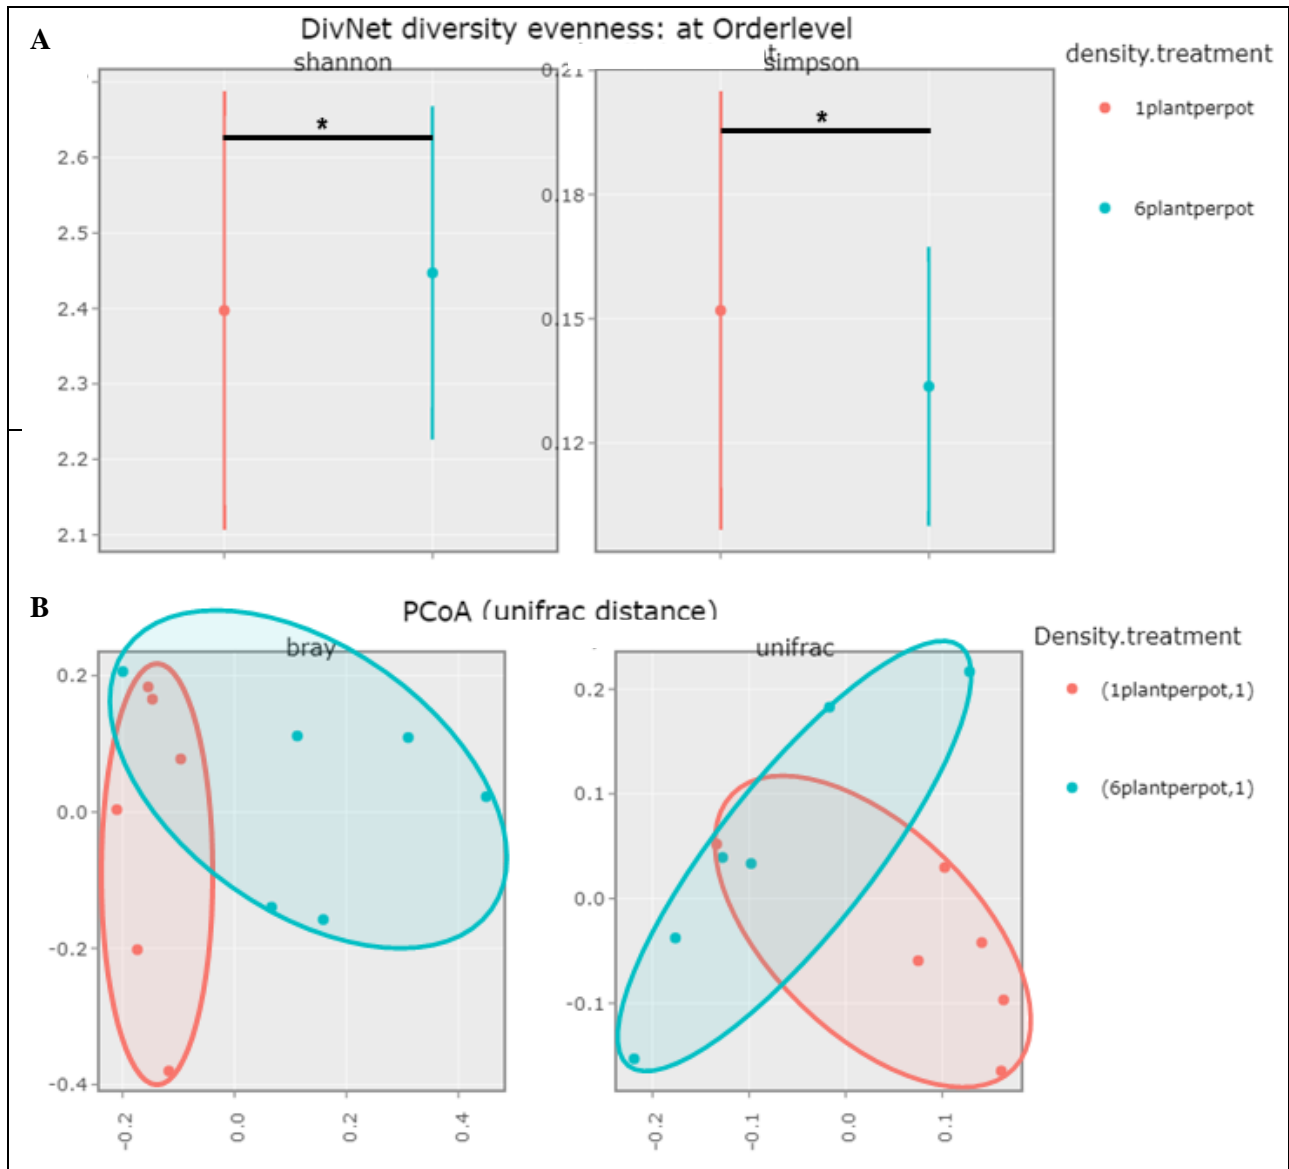 A
DivNet diversity evenness: at Orderlevel
shannon
simpson
density.treatment
1plantperpot
6plantperpot
*
*
2.6
2.5
2.4
2.3
2.2
2.1
0.21
0.18
0.15
0.12
B
PCoA (unifrac distance)
bray
unifrac
Density.treatment
(1plantperpot,1)
(6plantperpot,1)
0.2
0.0
-0.2
-0.4
0.2
0.1
0.0
-0.1
-0.2
0.0
0.2
0.4
-0.2
-0.1
0.0
0.1